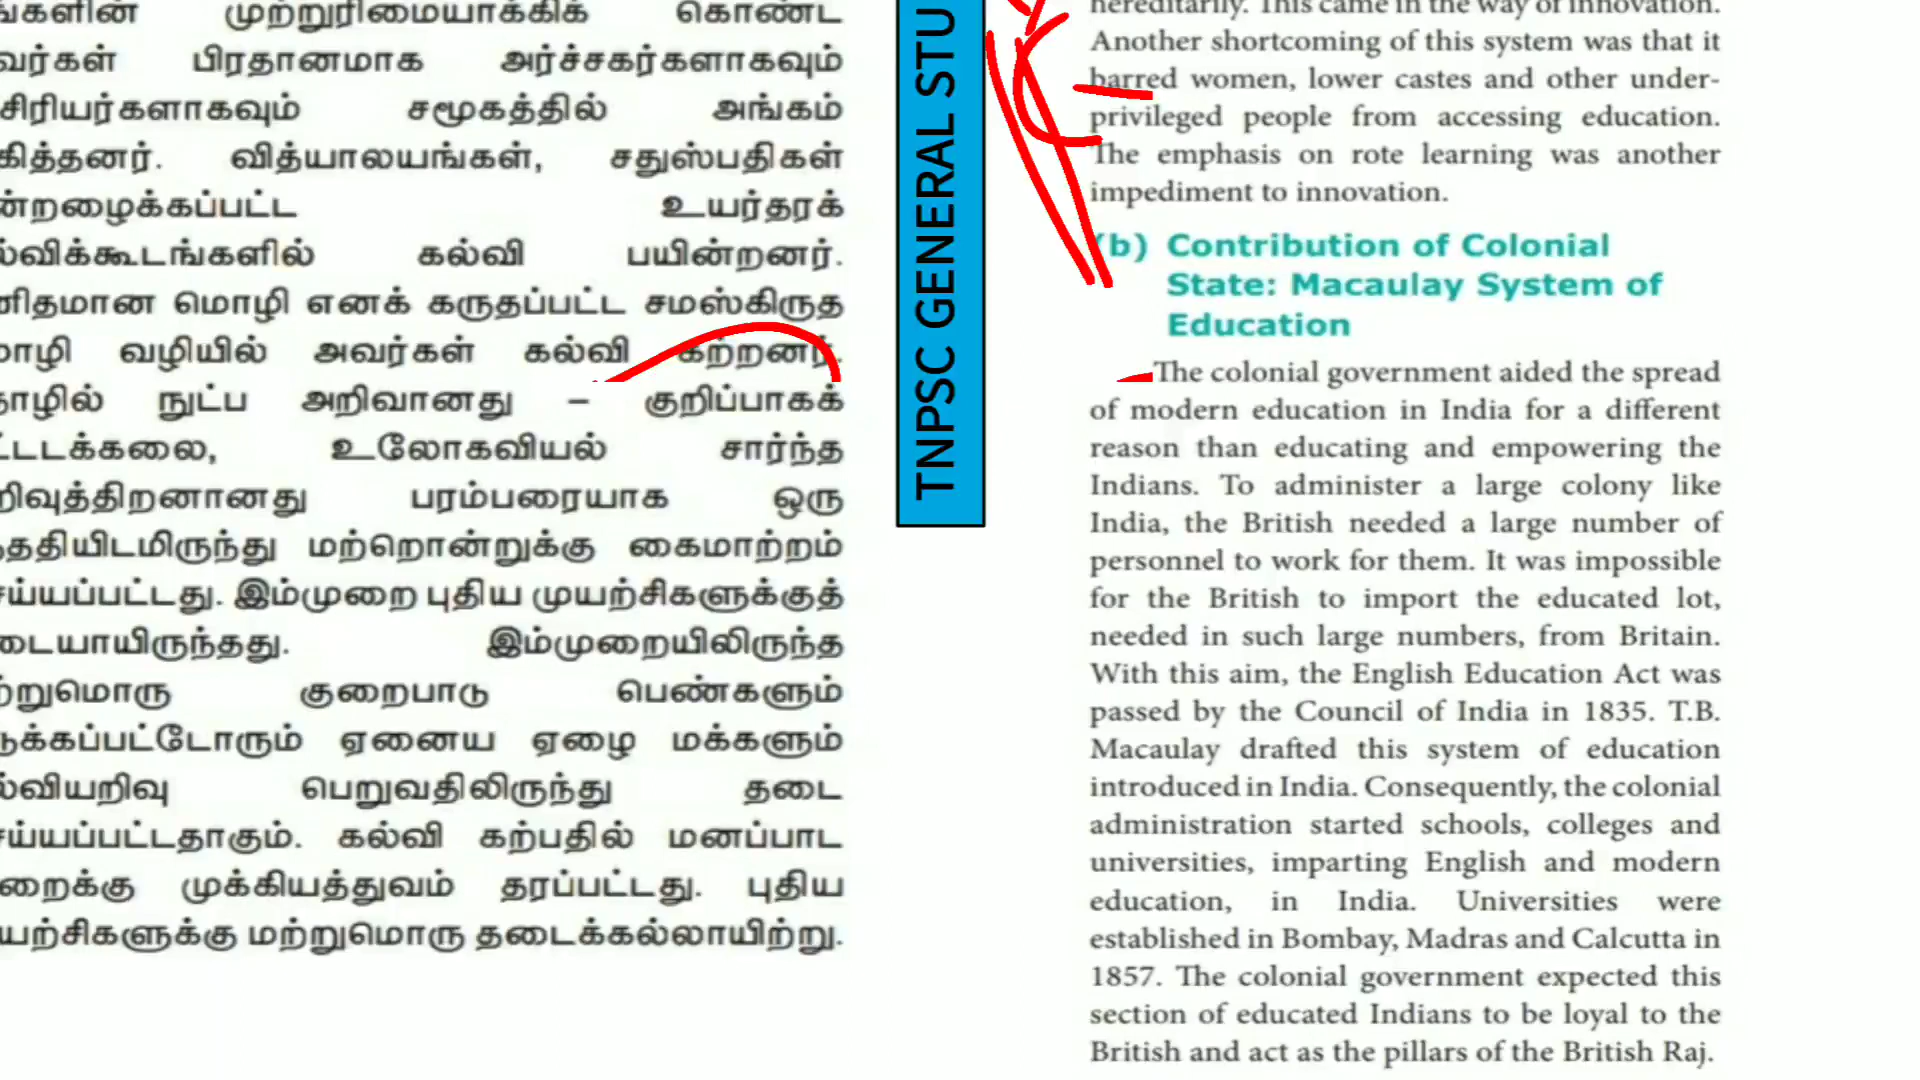 முற்றுரிமையாக்கிக் கொண்ட
பிரதானமாக அர்ச்சகர்களாகவும்
சமூகத்தில் அங்கம்
வித்யாலயங்கள், சதுஸ்பதிகள்
உயர்தரக்
கல்வி பயின்றனர்.
மொழி எனக் கருதப்பட்ட சமஸ்கிருத
வழியில் அவர்கள் கல்வி கற்றனர்.
நுட்ப அறிவானது – குறிப்பாகக்
உலோகவியல் சார்ந்த
பரம்பரையாக ஒரு
மற்றொன்றுக்கு கைமாற்றம்
இம்முறை புதிய முயற்சிகளுக்குத்
இம்முறையிலிருந்த
குறைபாடு பெண்களும்
ஏனைய ஏழை மக்களும்
பெறுவதிலிருந்து தடை
கல்வி கற்பதில் மனப்பாட
முக்கியத்துவம் தரப்பட்டது. புதிய
மற்றுமொரு தடைக்கல்லாயிற்று.
TNPSC GENERAL STU
hereditarily. This came in the way of innovation.
Another shortcoming of this system was that it
barred women, lower castes and other under-
privileged people from accessing education.
The emphasis on rote learning was another
impediment to innovation.
(b) Contribution of Colonial
State: Macaulay System of
Education
The colonial government aided the spread
of modern education in India for a different
reason than educating and empowering the
Indians. To administer a large colony like
India, the British needed a large number of
personnel to work for them. It was impossible
for the British to import the educated lot,
needed in such large numbers, from Britain.
With this aim, the English Education Act was
passed by the Council of India in 1835. T.B.
Macaulay drafted this system of education
introduced in India. Consequently, the colonial
administration started schools, colleges and
universities, imparting English and modern
education, in India. Universities were
established in Bombay, Madras and Calcutta in
1857. The colonial government expected this
section of educated Indians to be loyal to the
British and act as the pillars of the British Raj.